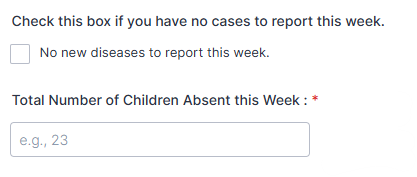 Check this box if you have no cases to report this week.
No new diseases to report this week.
Total Number of Children Absent this Week : *
e.g., 23